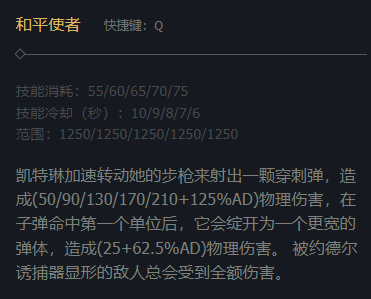 和平使者 快捷键：Q
技能消耗：55/60/65/70/75
技能冷却（秒）：10/9/8/7/6
范围：1250/1250/1250/1250/1250
凯特琳加速转动她的步枪来射出一颗穿刺弹，造
成(50/90/130/170/210+125%AD)物理伤害，在
子弹命中第一个单位后，它会绽开为一个更宽的
弹体，造成(25+62.5%AD)物理伤害。 被约德尔
诱捕器显形的敌人总会受到全额伤害。